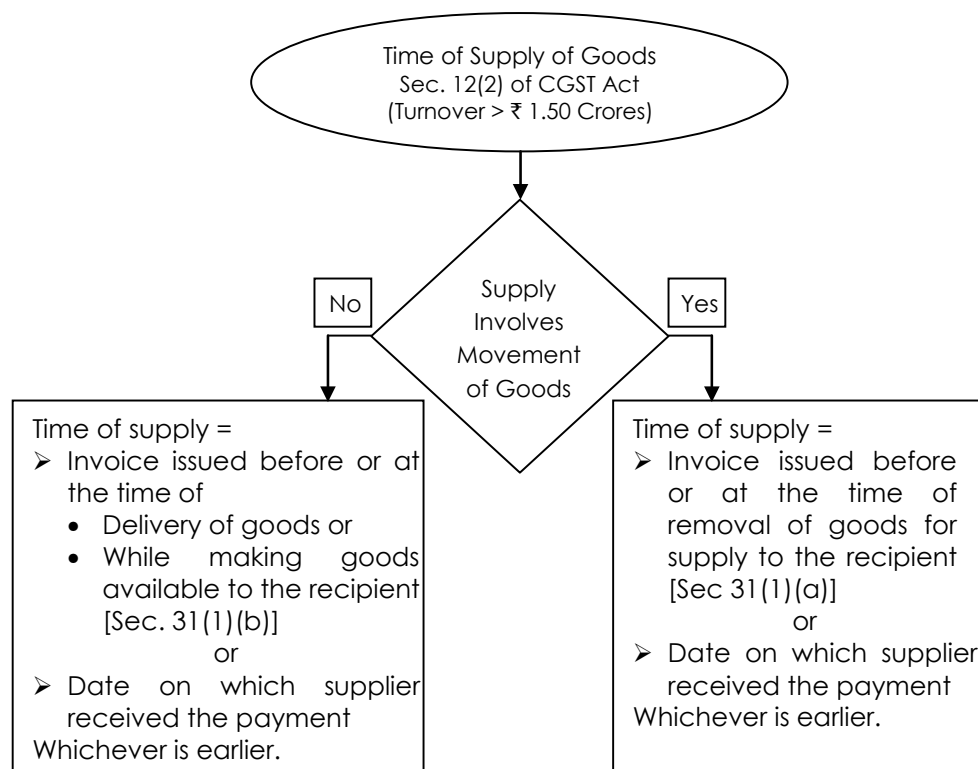 Time of Supply of Goods
Sec. 12(2) of CGST Act
(Turnover > ₹ 1.50 Crores)
No
Supply
Involves
Movement
of Goods
Yes
Time of supply =
➢ Invoice issued before or at
the time of
• Delivery of goods or
• While making goods
available to the recipient
[Sec. 31(1)(b)]
or
➢ Date on which supplier
received the payment
Whichever is earlier.
Time of supply =
➢ Invoice issued before
or at the time of
removal of goods for
supply to the recipient
[Sec 31(1)(a)]
or
➢ Date on which supplier
received the payment
Whichever is earlier.